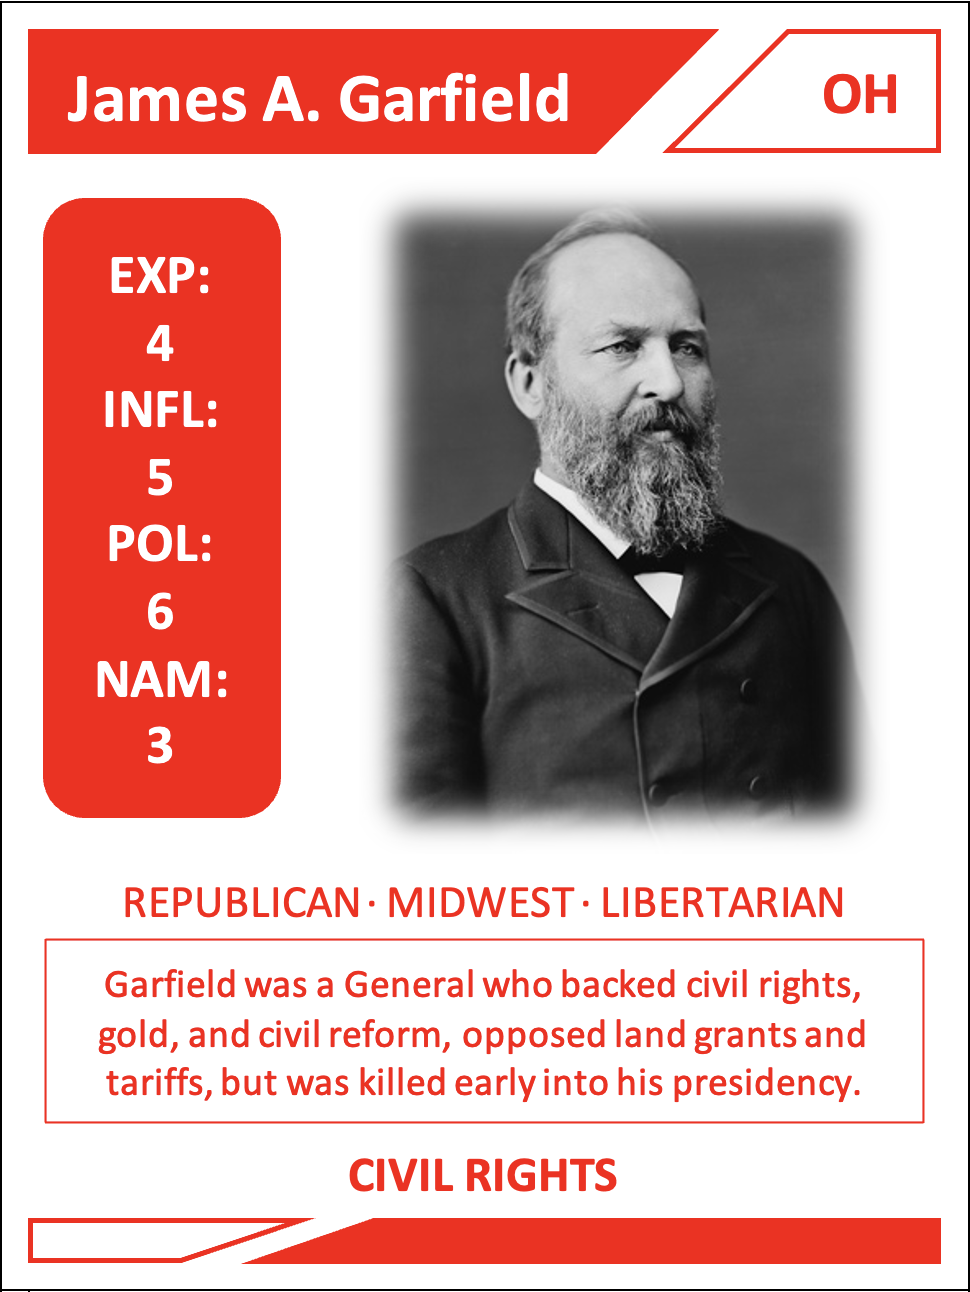 James A. Garfield
OH
EXP:
4
INFL:
5
POL:
6
NAM:
3
REPUBLICAN · MIDWEST · LIBERTARIAN
Garfield was a General who backed civil rights,
gold, and civil reform, opposed land grants and
tariffs, but was killed early into his presidency.
CIVIL RIGHTS